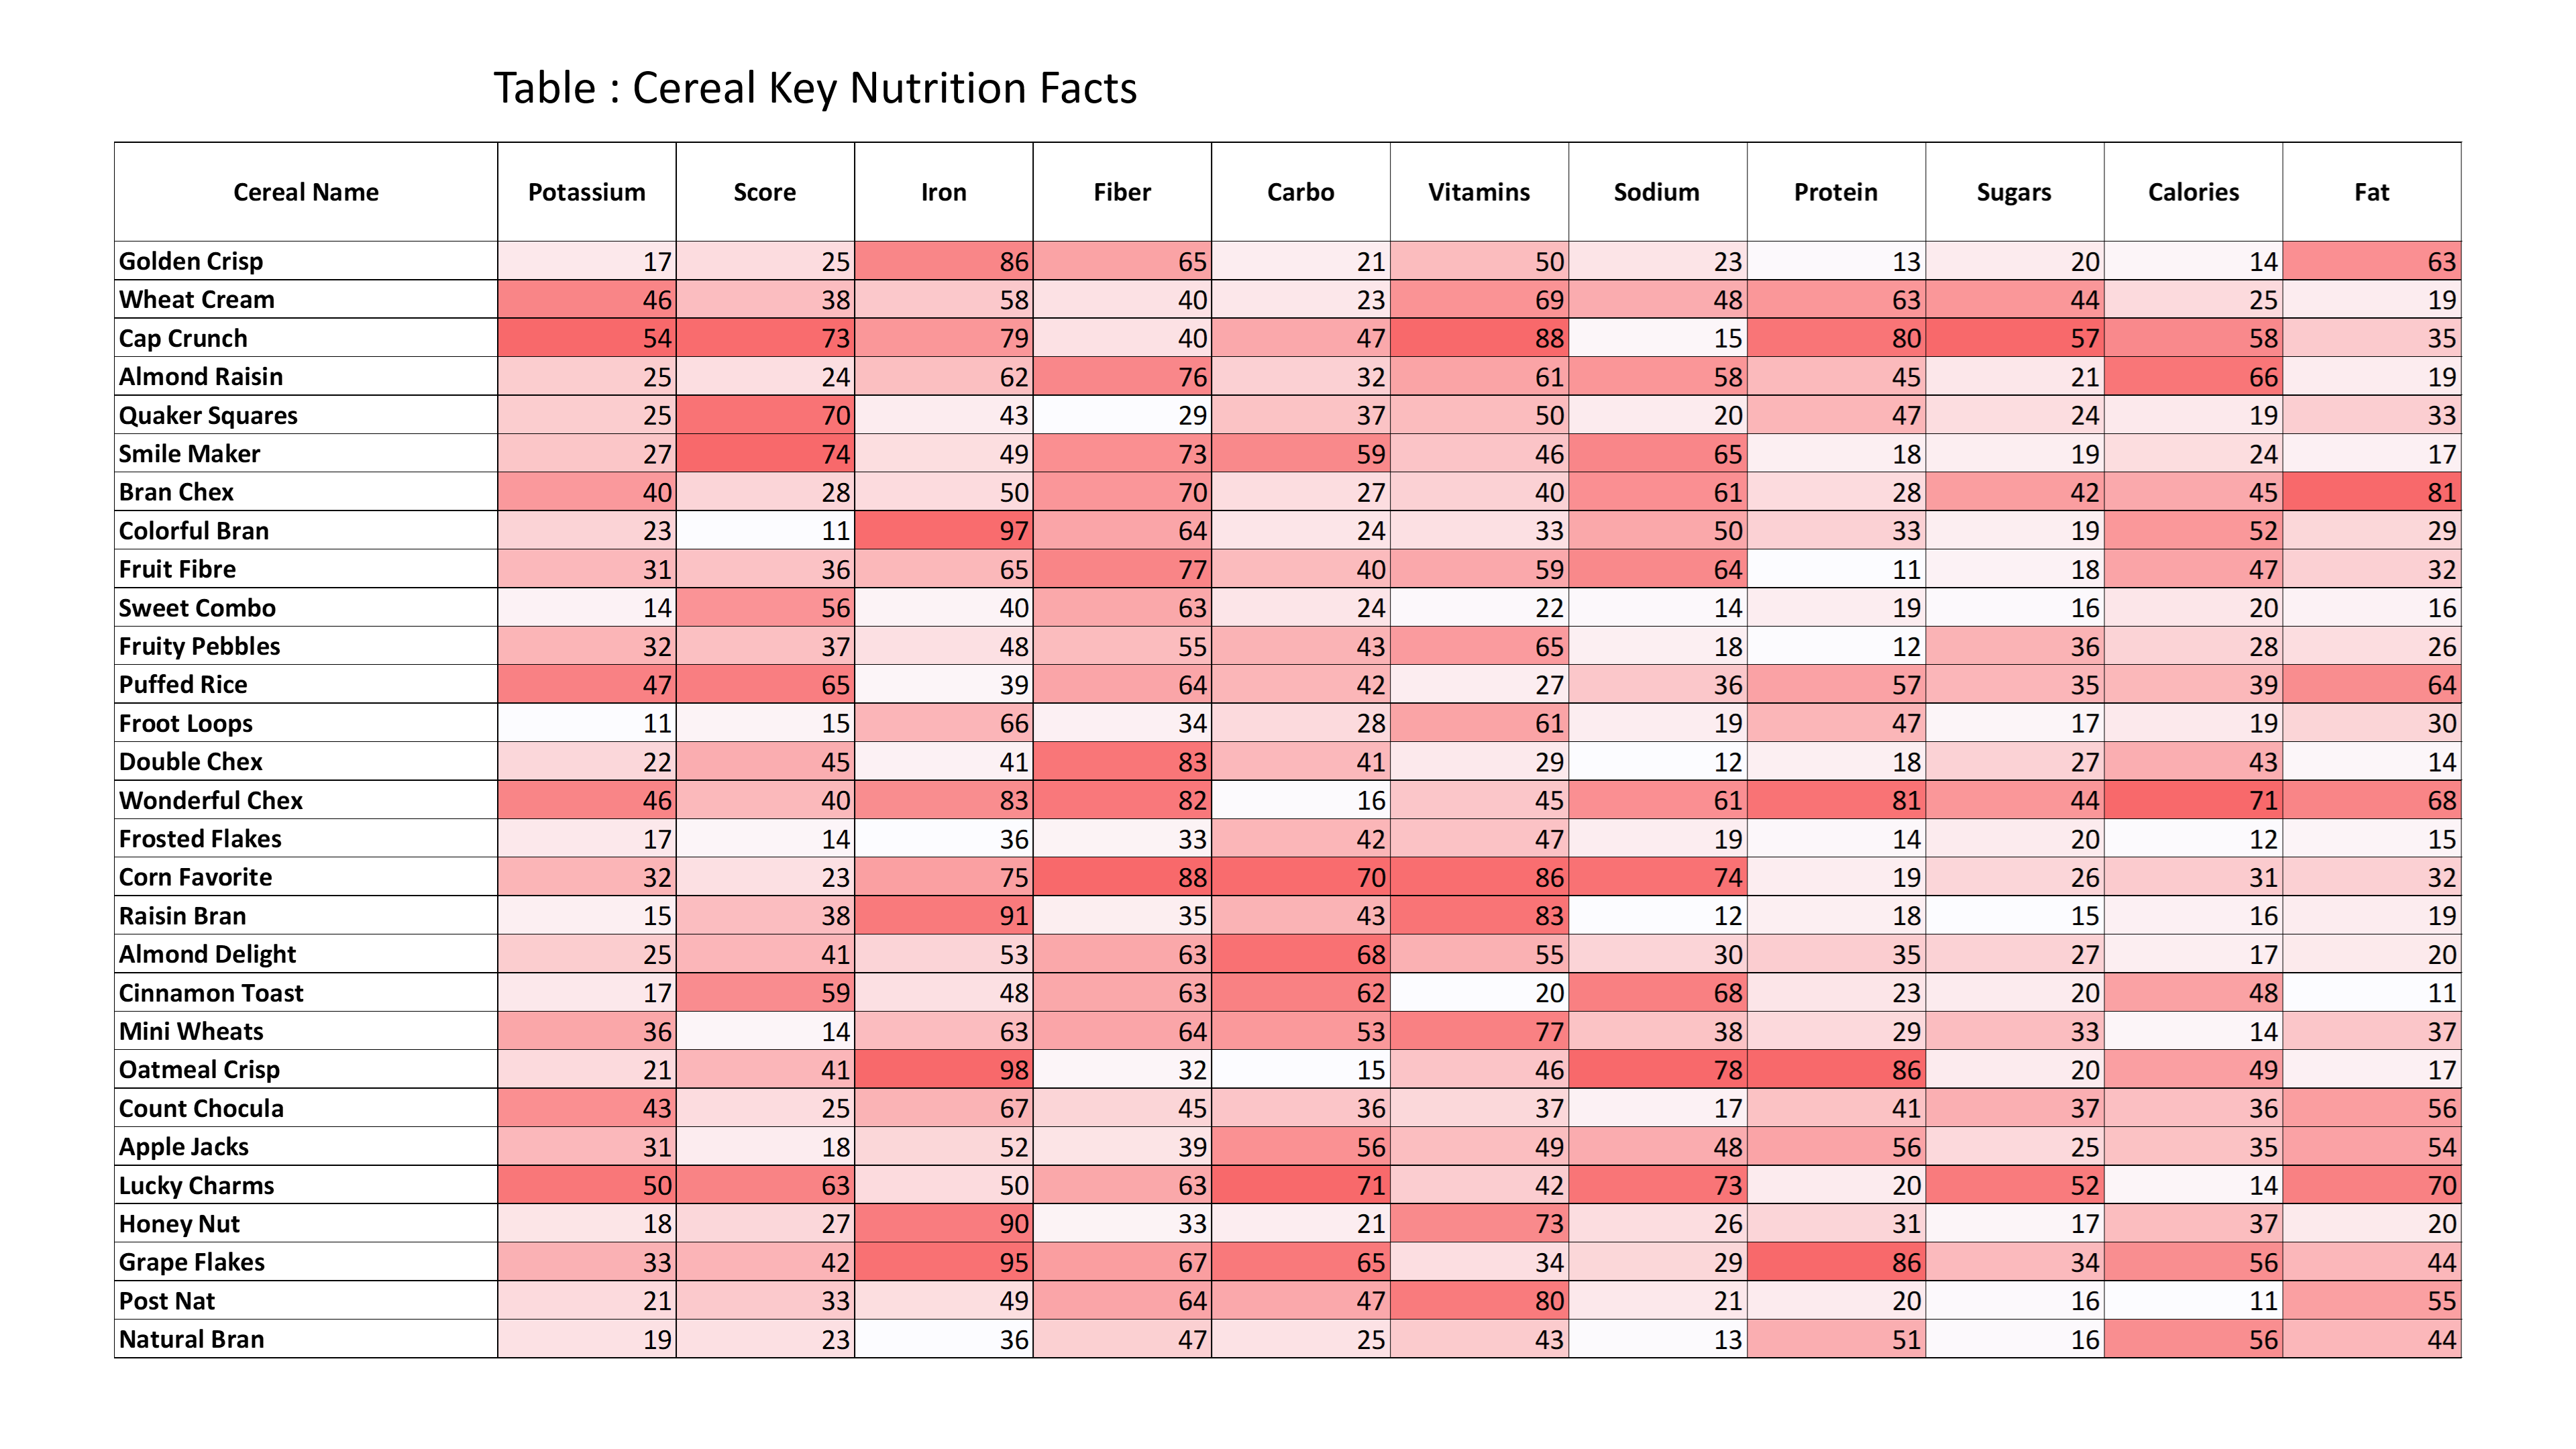 Table : Cereal Key Nutrition Facts
Cereal Name Potassium Score Iron Fiber Carbo Vitamins Sodium Protein Sugars Calories Fat
Golden Crisp 17 25 86 65 21 50 23 13 20 14 63
Wheat Cream 46 38 58 40 23 69 48 63 44 25 19
Cap Crunch 54 73 79 40 47 88 15 80 57 58 35
Almond Raisin 25 24 62 76 32 61 58 45 21 66 19
Quaker Squares 25 70 43 29 37 50 20 47 24 19 33
Smile Maker 27 74 49 73 59 46 65 18 19 24 17
Bran Chex 40 28 50 70 27 40 61 28 42 45 81
Colorful Bran 23 11 97 64 24 33 50 33 19 52 29
Fruit Fibre 31 36 65 77 40 59 64 11 18 47 32
Sweet Combo 14 56 40 63 24 22 14 19 16 20 16
Fruity Pebbles 32 37 48 55 43 65 18 12 36 28 26
Puffed Rice 47 65 39 64 42 27 36 57 35 39 64
Froot Loops 11 15 66 34 28 61 19 47 17 19 30
Double Chex 22 45 41 83 41 29 12 18 27 43 14
Wonderful Chex 46 40 83 82 16 45 61 81 44 71 68
Frosted Flakes 17 14 36 33 42 47 19 14 20 12 15
Corn Favorite 32 23 75 88 70 86 74 19 26 31 32
Raisin Bran 15 38 91 35 43 83 12 18 15 16 19
Almond Delight 25 41 53 63 68 55 30 35 27 17 20
Cinnamon Toast 17 59 48 63 62 20 68 23 20 48 11
Mini Wheats 36 14 63 64 53 77 38 29 33 14 37
Oatmeal Crisp 21 41 98 32 15 46 78 86 20 49 17
Count Chocula 43 25 67 45 36 37 17 41 37 36 56
Apple Jacks 31 18 52 39 56 49 48 56 25 35 54
Lucky Charms 50 63 50 63 71 42 73 20 52 14 70
Honey Nut 18 27 90 33 21 73 26 31 17 37 20
Grape Flakes 33 42 95 67 65 34 29 86 34 56 44
Post Nat 21 33 49 64 47 80 21 20 16 11 55
Natural Bran 19 23 36 47 25 43 13 51 16 56 44